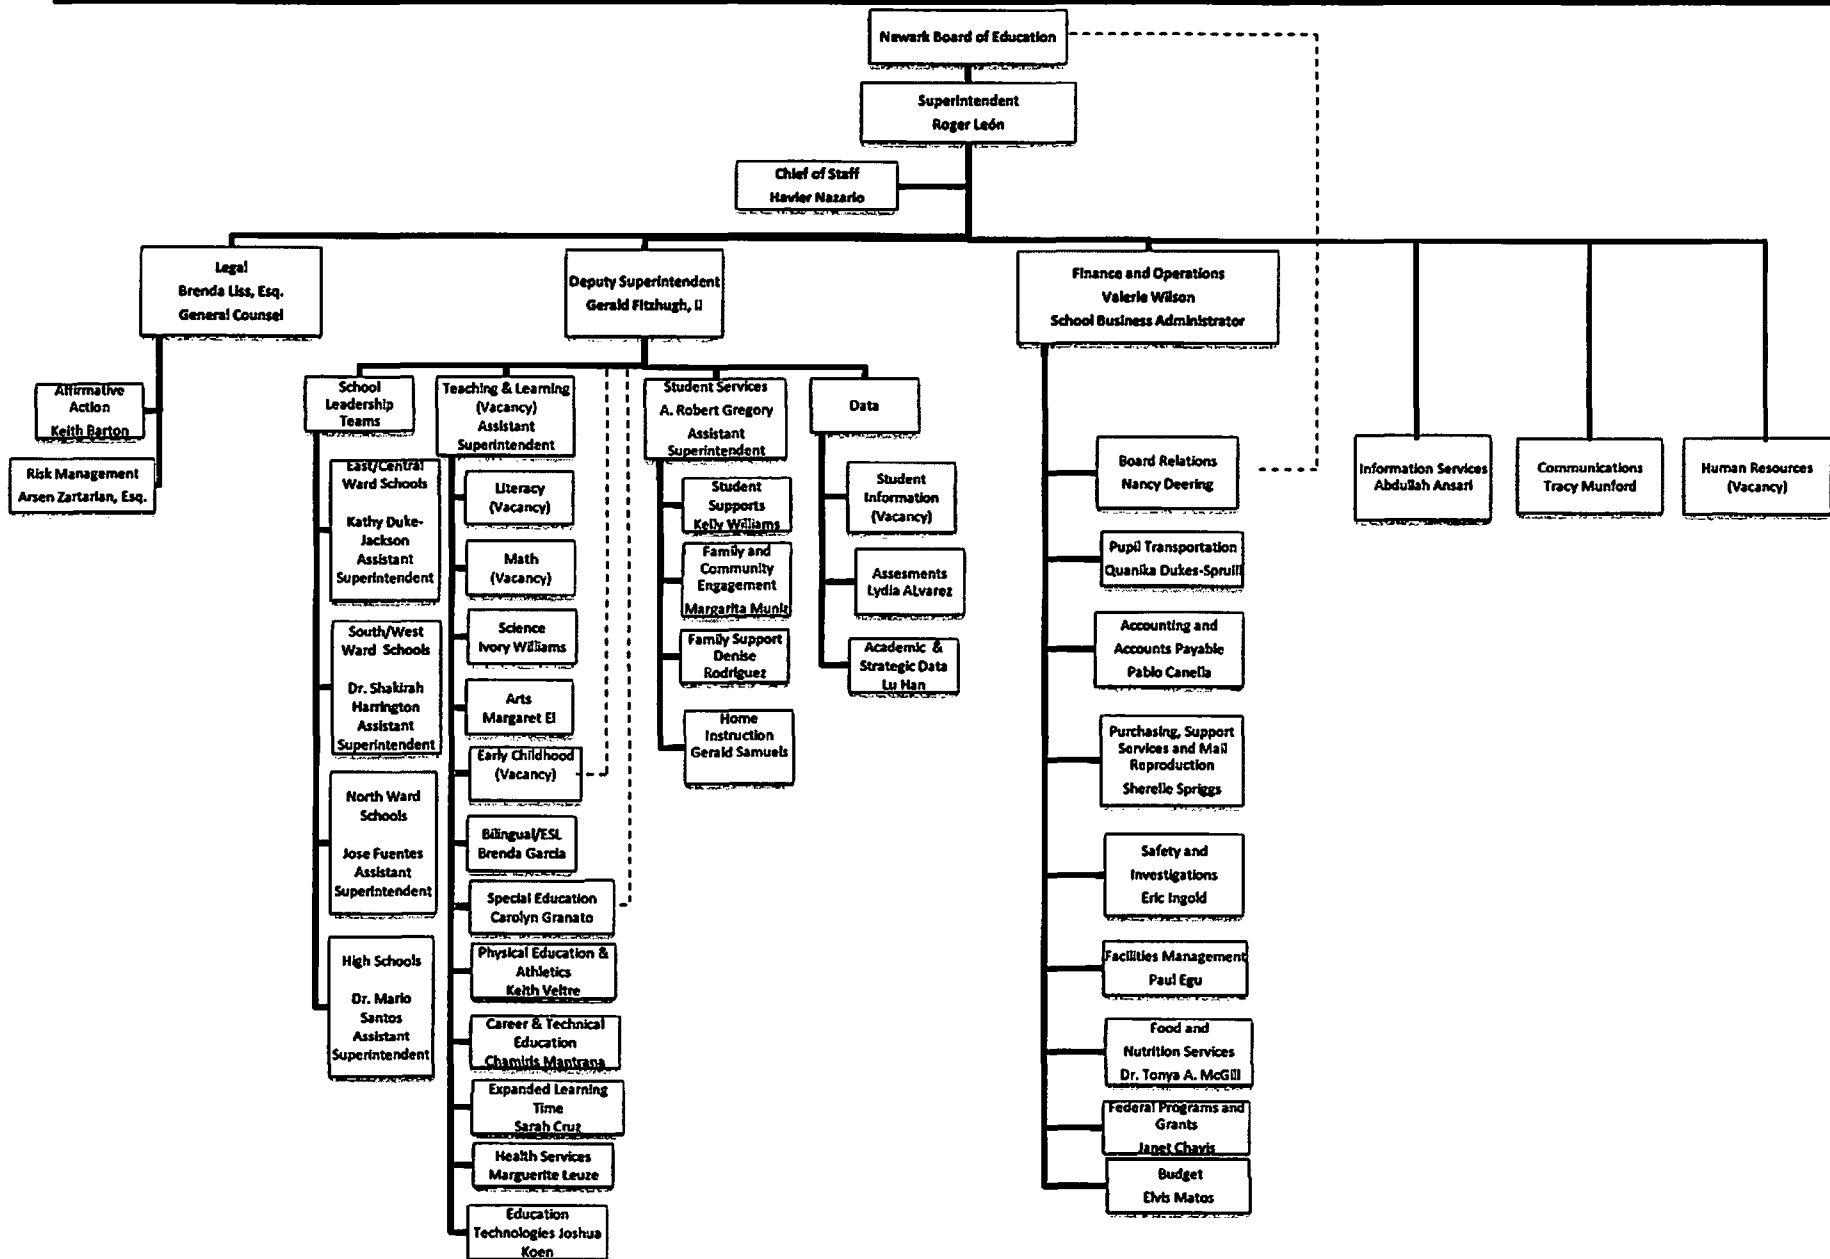 Newark Board of Education
Superintendent
Roger León
Chief of Staff
Havier Nazario
Legal
Brenda Liss, Esq.
General Counsel
Deputy Superintendent
Gerald Fitzhugh, II
Finance and Operations
Valerie Wilson
School Business Administrator
Affirmative
Action
Keith Barton
Risk Management
Arsen Zartarian, Esq.
School
Leadership
Teams
East/Central
Ward Schools
Kathy Duke-
Jackson
Assistant
Superintendent
South/West
Ward Schools
Dr. Shakirah
Harrington
Assistant
Superintendent
North Ward
Schools
Jose Fuentes
Assistant
Superintendent
High Schools
Dr. Mario
Santos
Assistant
Superintendent
Teaching & Learning
(Vacancy)
Assistant
Superintendent
Literacy
(Vacancy)
Math
(Vacancy)
Science
Ivory Williams
Arts
Margaret El
Early Childhood
(Vacancy)
Bilingual/ESL
Brenda Garcia
Special Education
Carolyn Granato
Physical Education &
Athletics
Keith Veltre
Career & Technical
Education
Chamiris Mantrana
Expanded Learning
Time
Sarah Cruz
Health Services
Marguerite Leuze
Education
Technologies Joshua
Koen
Student Services
A. Robert Gregory
Assistant
Superintendent
Student
Supports
Kelly Williams
Family and
Community
Engagement
Margarita Muniz
Family Support
Denise
Rodriguez
Home
Instruction
Gerald Samuels
Data
Student
Information
(Vacancy)
Assesments
Lydia ALvarez
Academic &
Strategic Data
Lu Han
Board Relations
Nancy Deering
Pupil Transportation
Quanika Dukes-Spruill
Accounting and
Accounts Payable
Pablo Canella
Purchasing, Support
Services and Mail
Reproduction
Sherelle Spriggs
Safety and
Investigations
Eric Ingold
Facilities Management
Paul Egu
Food and
Nutrition Services
Dr. Tonya A. McGill
Federal Programs and
Grants
Janet Chavis
Budget
Elvis Matos
Information Services
Abdullah Ansari
Communications
Tracy Munford
Human Resources
(Vacancy)